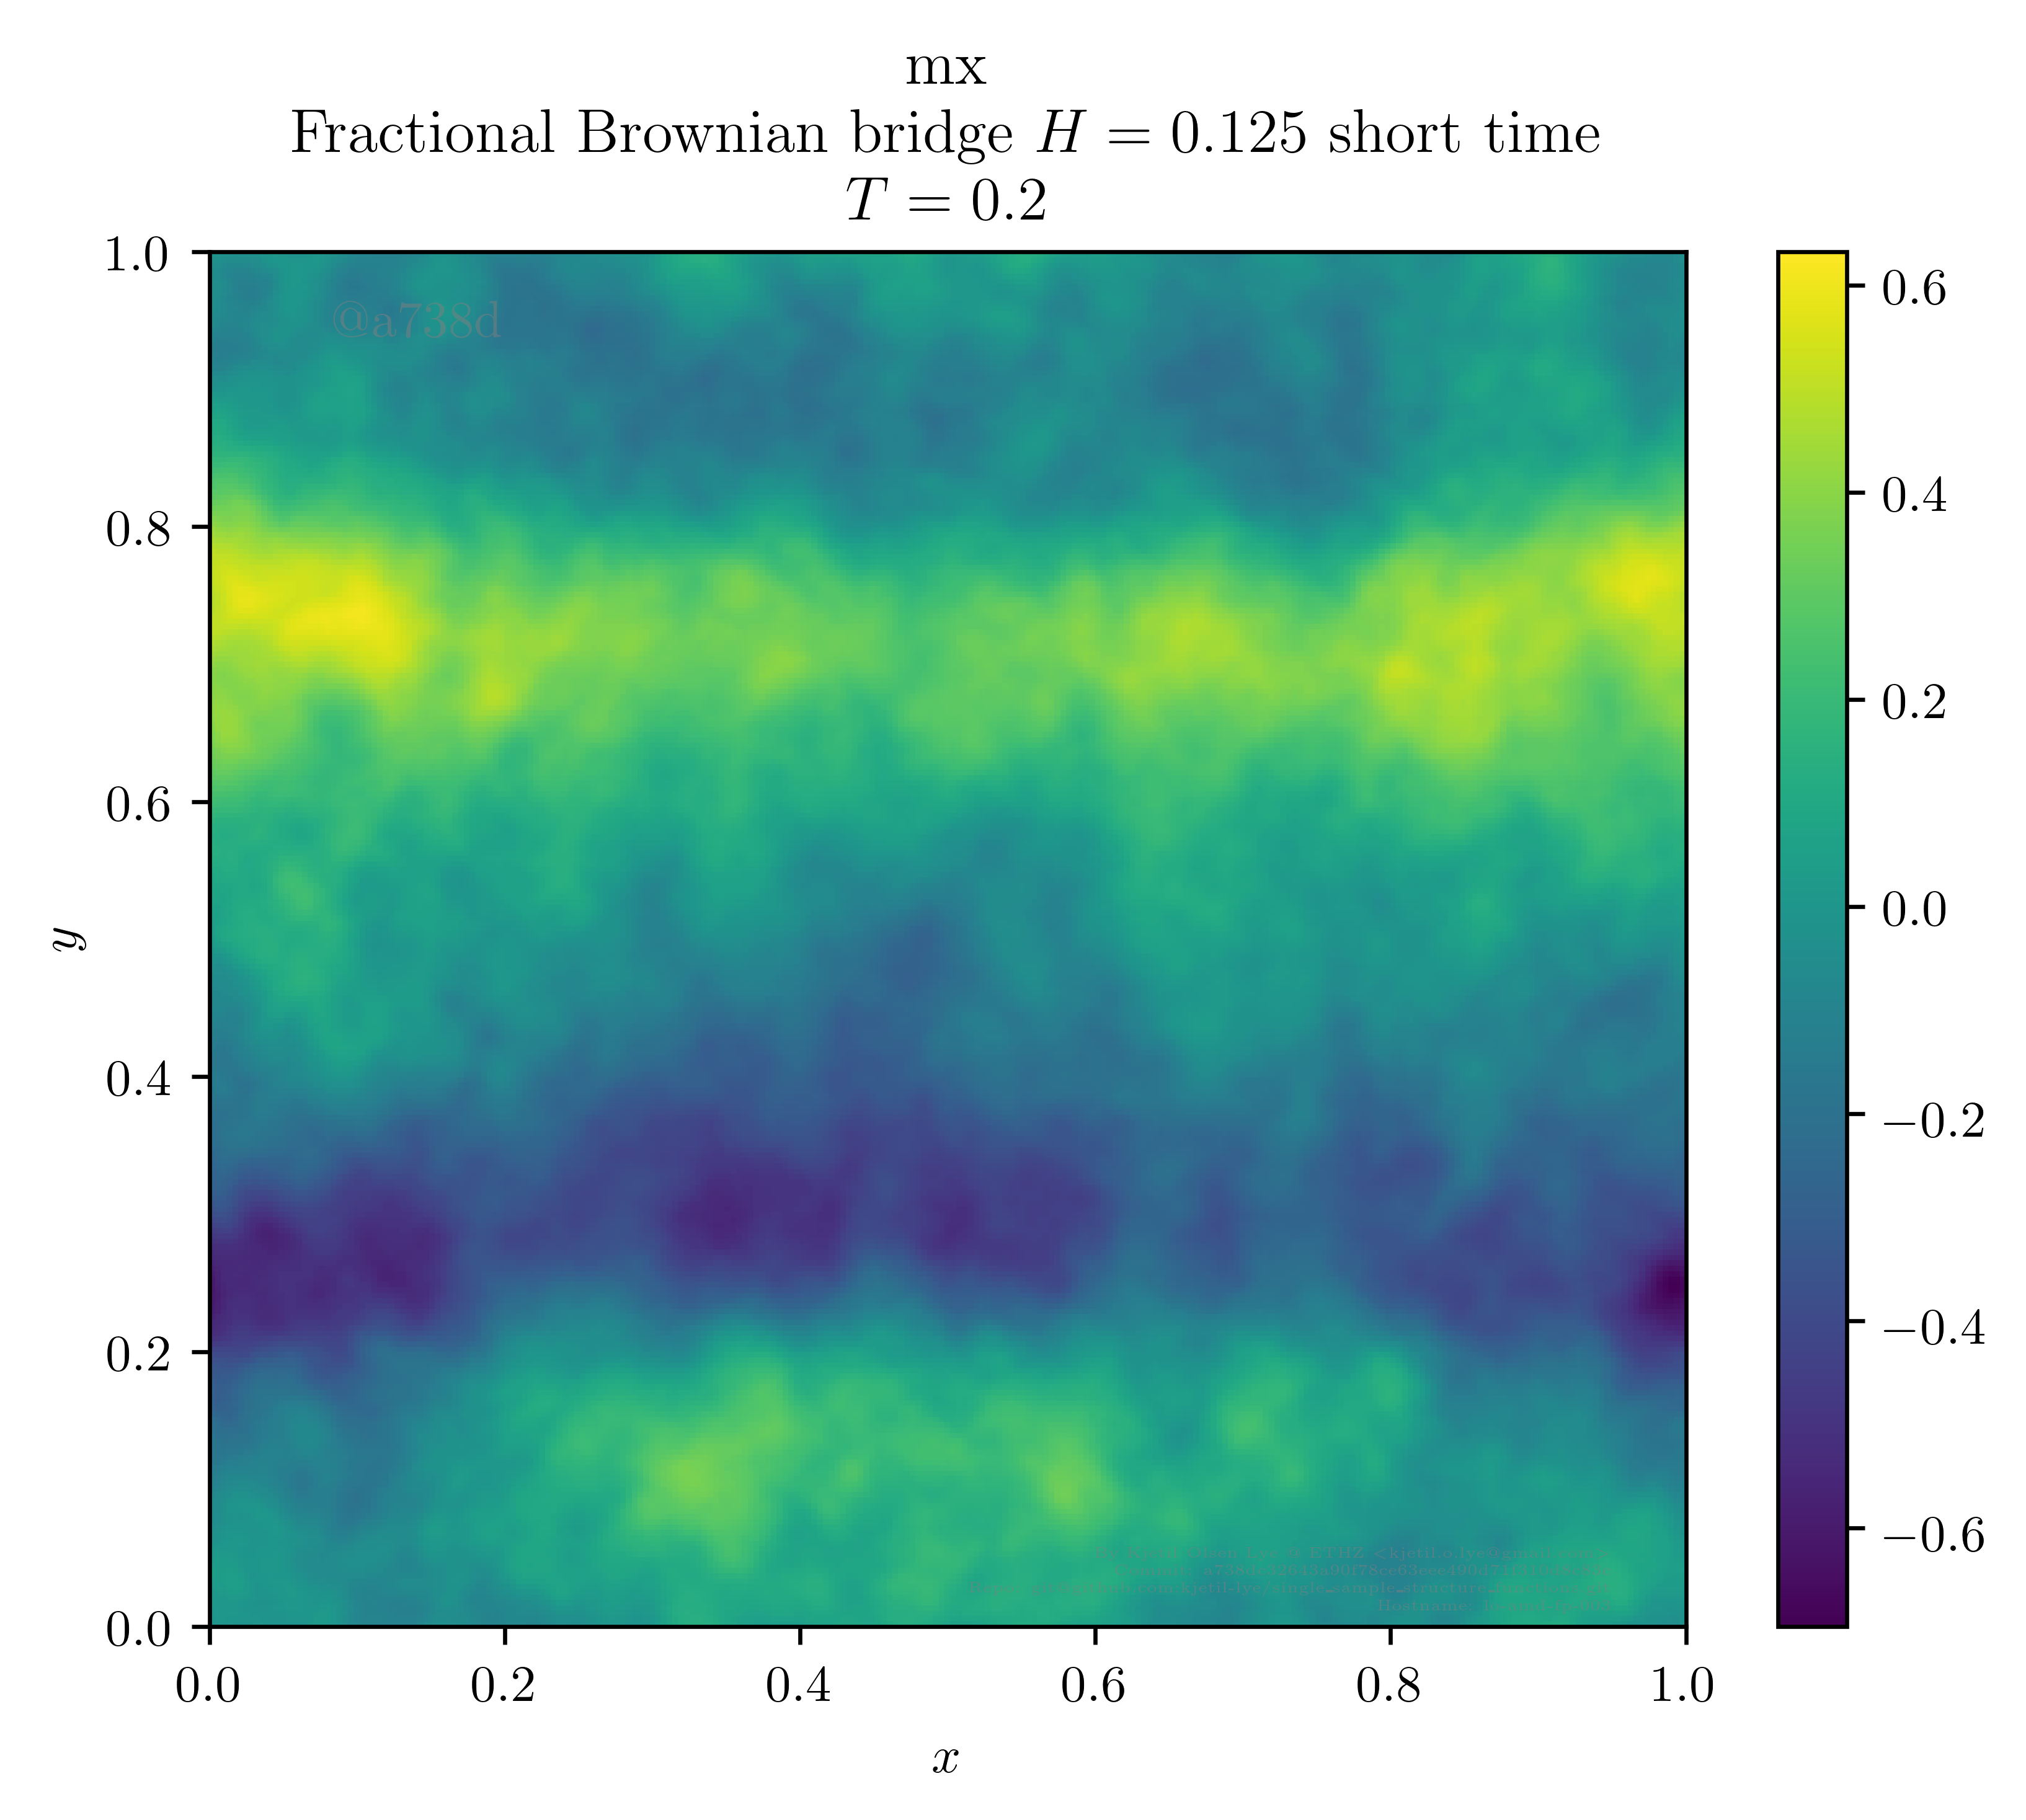 mx
Fractional Brownian bridge H = 0.125 short time
T = 0.2
@a738d
y
1.0
0.8
0.6
0.4
0.2
0.0
0.0 0.2 0.4 0.6 0.8 1.0
x
0.6
0.4
0.2
0.0
−0.2
−0.4
−0.6
Hostname: